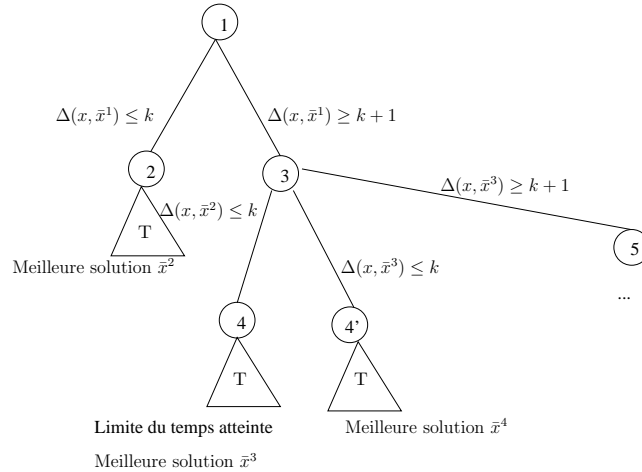 1
Δ(x, x̄¹) ≤ k
Δ(x, x̄¹) ≥ k + 1
2
3
Δ(x, x̄³) ≥ k + 1
Δ(x, x̄²) ≤ k
T
5
Meilleure solution x̄²
Δ(x, x̄³) ≤ k
...
4
4'
T
T
Limite du temps atteinte
Meilleure solution x̄⁴
Meilleure solution x̄³